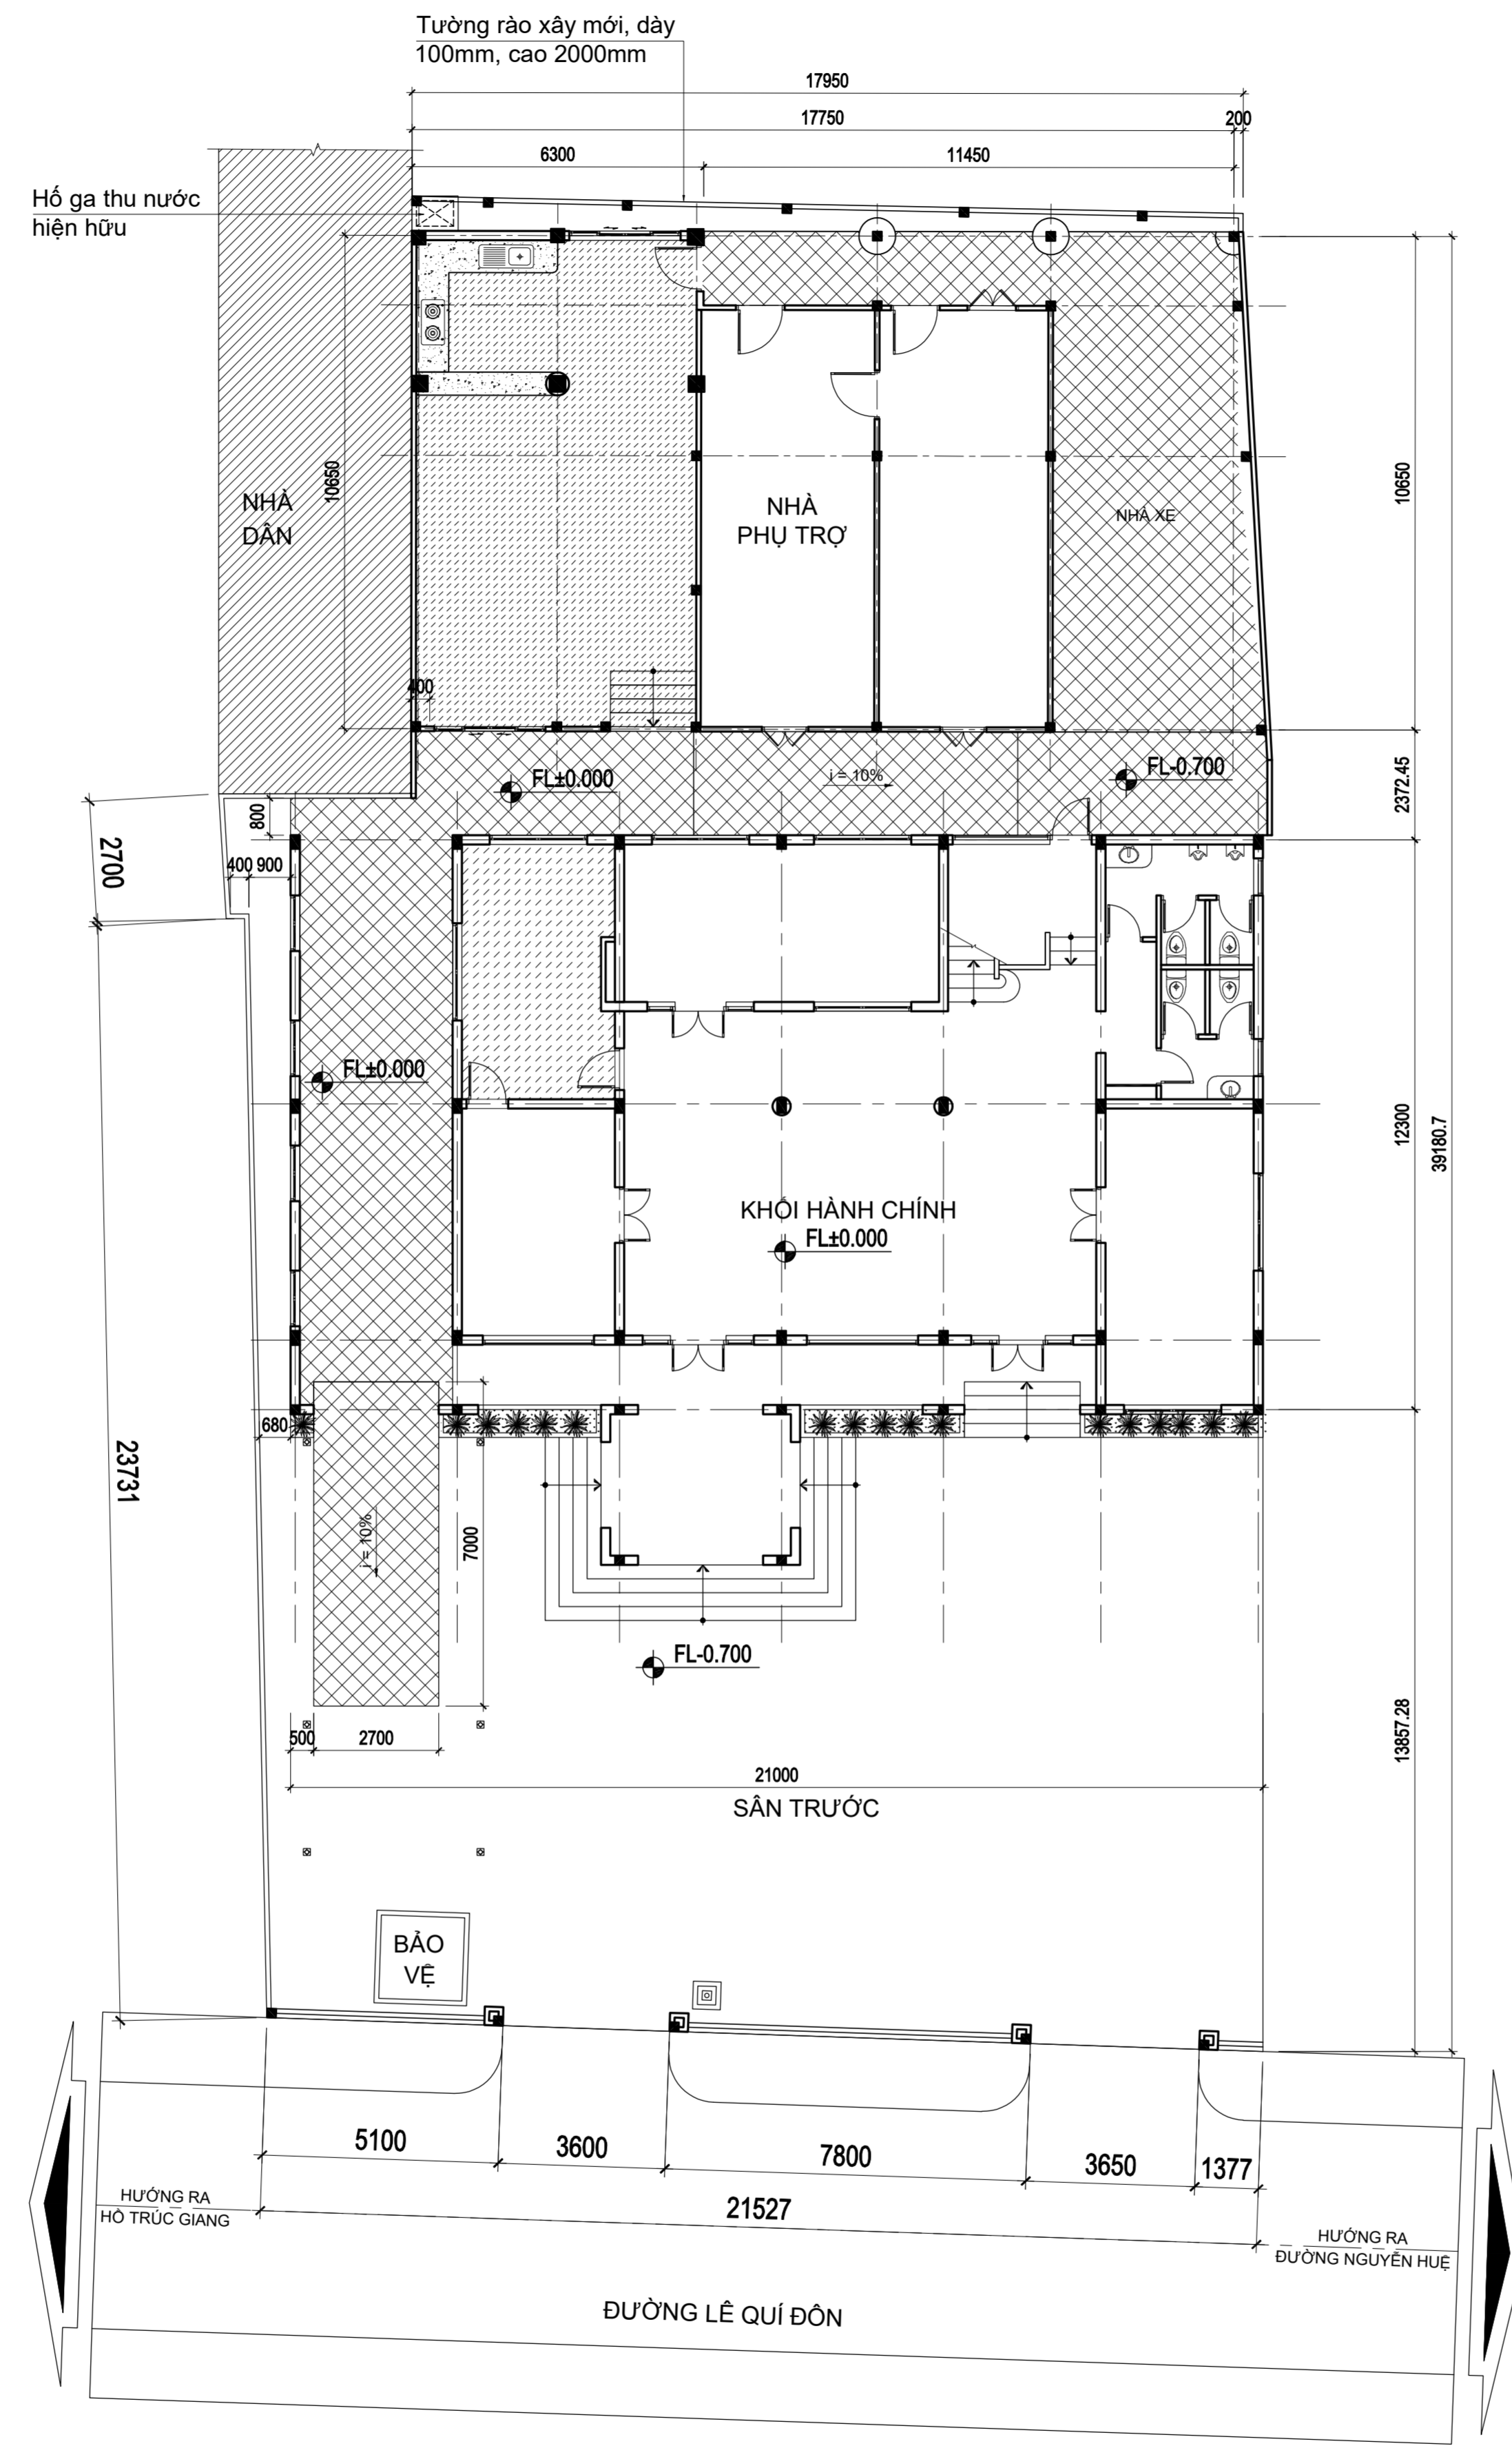 Tường rào xây mới, dày
100mm, cao 2000mm
17950
17750
200
6300
11450
Hố ga thu nước
hiện hữu
10650
10650
NHÀ
DÂN
NHÀ
PHỤ TRỢ
NHÀ XE
400
FL±0.000
i = 10%
FL-0.700
2372.45
800
2700
400 900
FL±0.000
12300
39180.7
KHỐI HÀNH CHÍNH
FL±0.000
680
23731
i = 10%
7000
FL-0.700
13857.28
500
2700
21000
SÂN TRƯỚC
BẢO
VỆ
5100
3600
7800
3650
1377
21527
HƯỚNG RA
HỒ TRÚC GIANG
HƯỚNG RA
ĐƯỜNG NGUYỄN HUỆ
ĐƯỜNG LÊ QUÍ ĐÔN